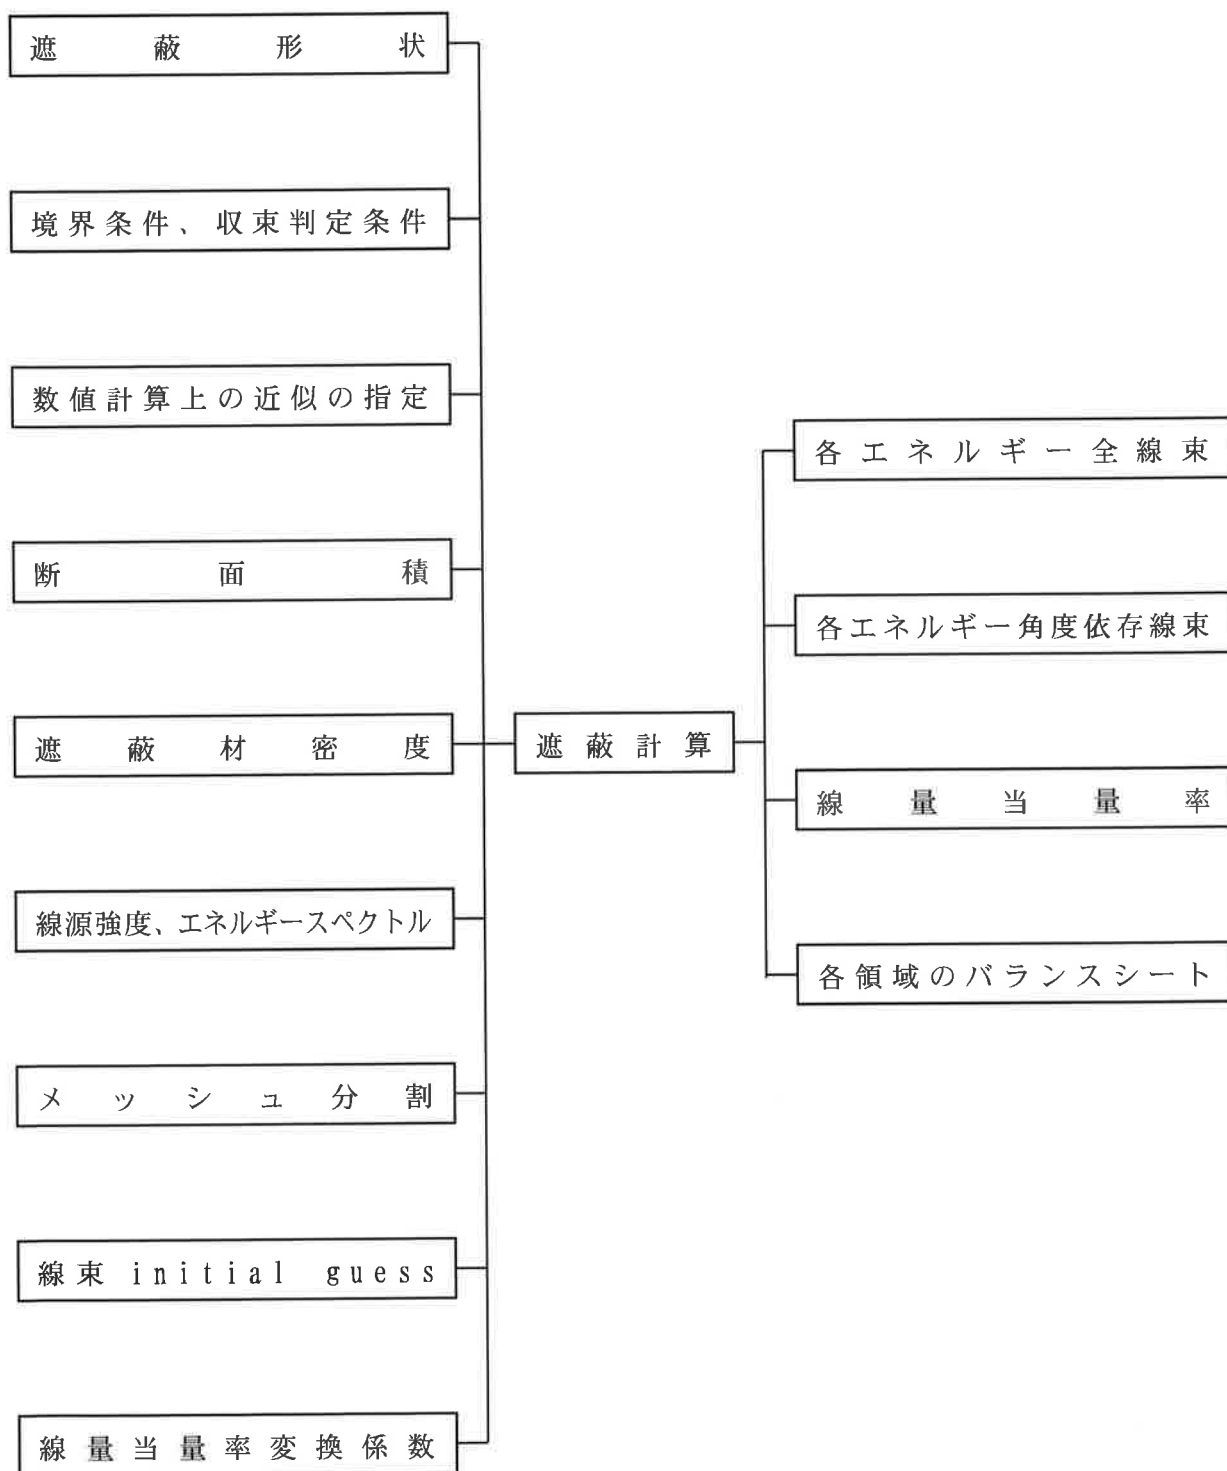 遮蔽形状
境界条件、収束判定条件
数値計算上の近似の指定
断面積
遮蔽材密度
線源強度、エネルギースペクトル
メッシュ分割
線束 initial guess
線量当量率変換係数
遮蔽計算
各エネルギー全線束
各エネルギー角度依存線束
線量当量率
各領域のバランスシート